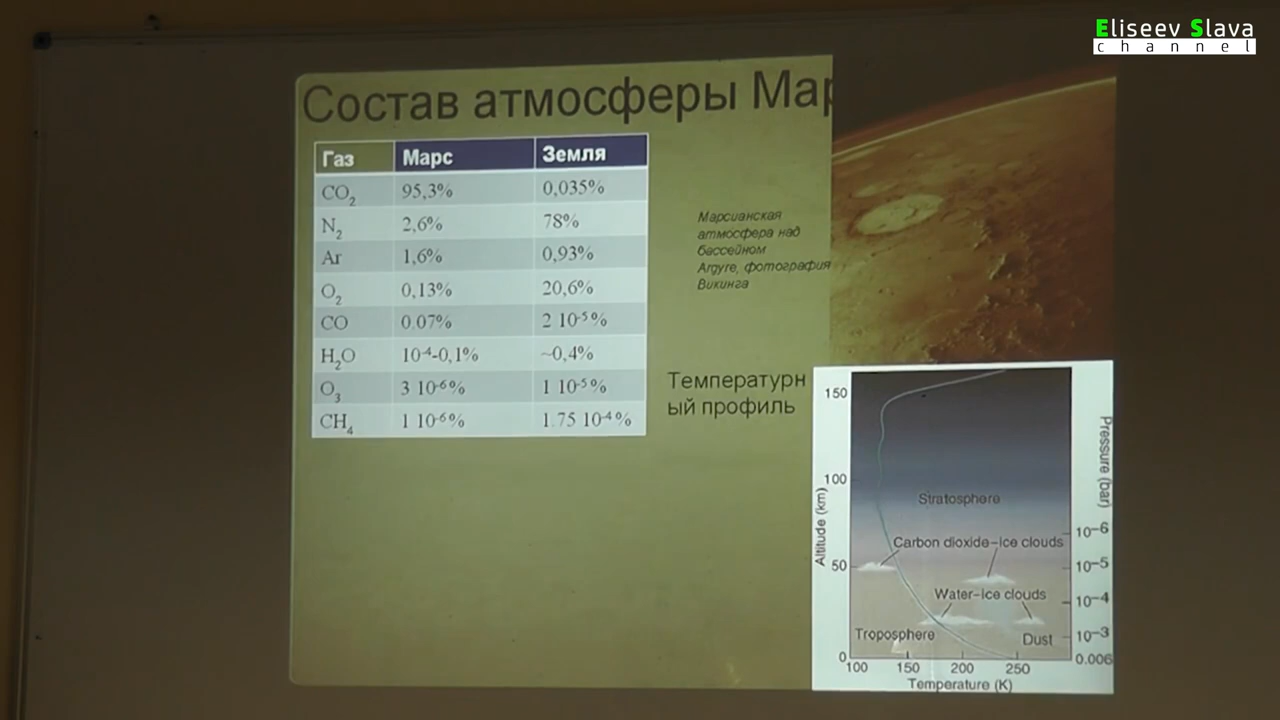 Eliseev Slava
channel
Состав атмосферы Мар
Газ Марс Земля
CO2 95,3% 0,035%
N2 2,6% 78%
Ar 1,6% 0,93%
O2 0,13% 20,6%
CO 0.07% 2 10-5%
H2O 10-4-0,1% ~0,4%
O3 3 10-6% 1 10-5%
CH4 1 10-6% 1.75 10-4%
Марсианская
атмосфера над
бассейном
Argyre, фотография
Викинга
Температурн
ый профиль
150
100
50
0
Altitude (km)
Stratosphere
Carbon dioxide-ice clouds
Water-ice clouds
Troposphere
Dust
100 150 200 250
Temperature (K)
Pressure (bar)
10-6
10-5
10-4
10-3
0.006